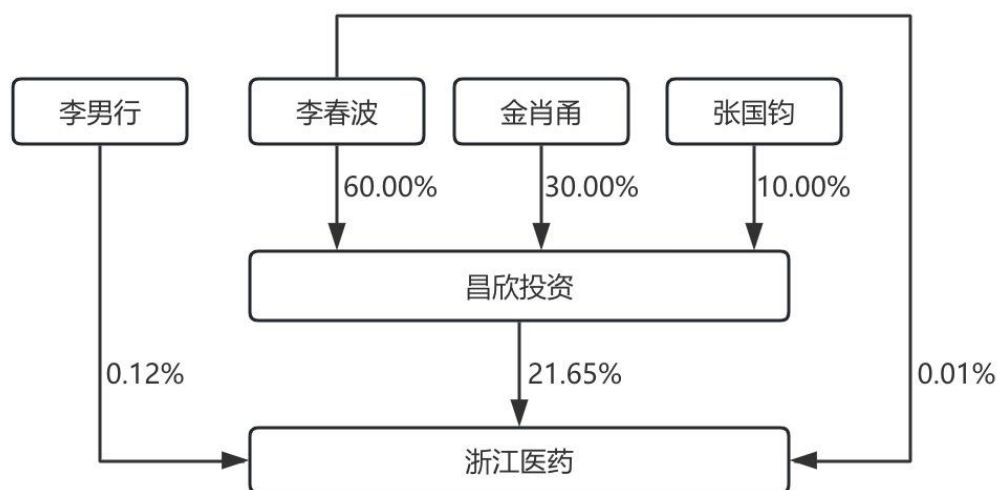 李男行
李春波
金肖甬
张国钧
60.00%
30.00%
10.00%
昌欣投资
0.12%
21.65%
0.01%
浙江医药